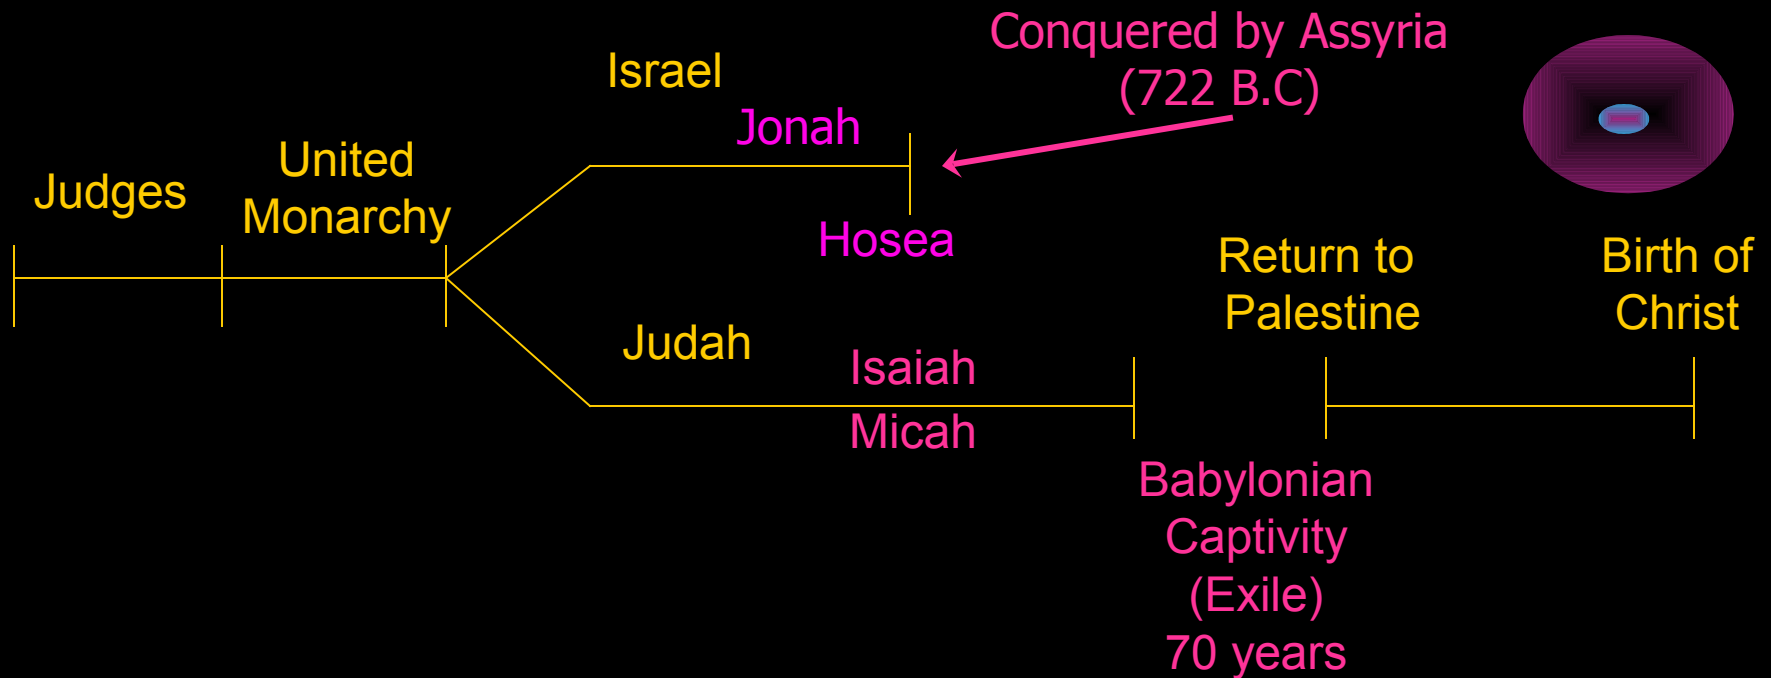 Judges
United
Monarchy
Israel
Jonah
Hosea
Conquered by Assyria
(722 B.C)
Judah
Isaiah
Micah
Babylonian
Captivity
(Exile)
70 years
Return to
Palestine
Birth of
Christ